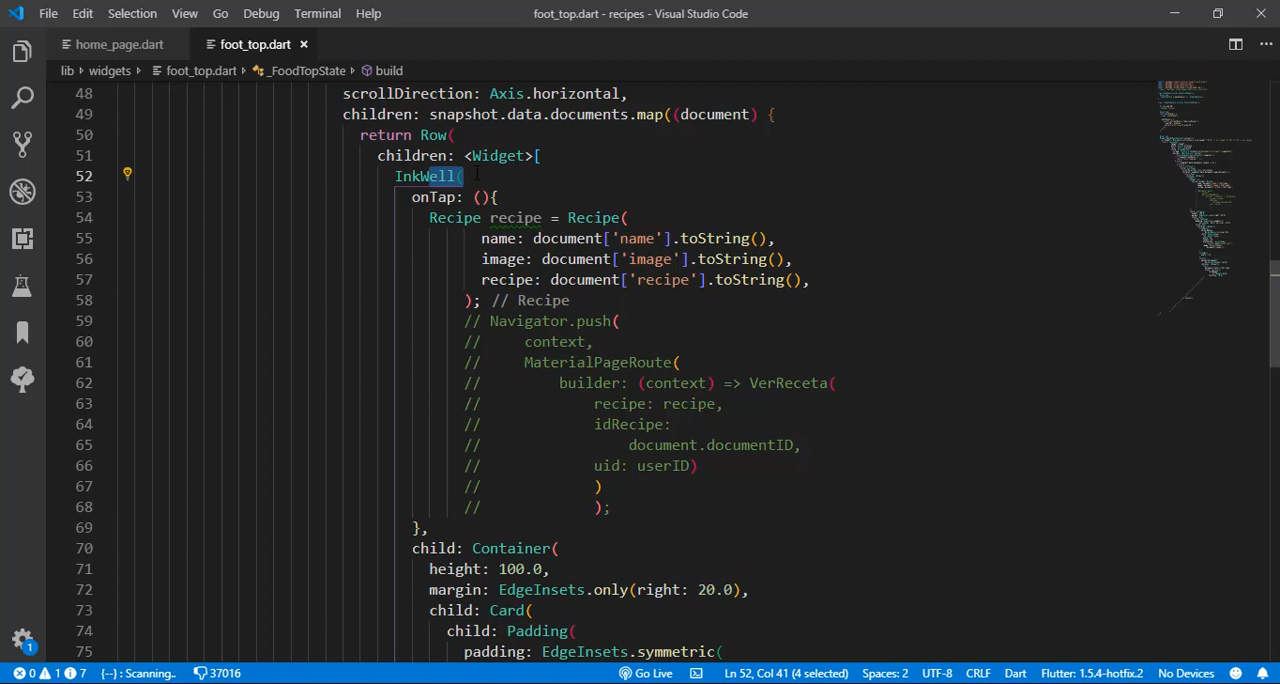 File Edit Selection View Go Debug Terminal Help foot_top.dart - recipes - Visual Studio Code
home_page.dart foot_top.dart ×
lib › widgets › foot_top.dart › _FoodTopState › build
48 scrollDirection: Axis.horizontal,
49 children: snapshot.data.documents.map((document) {
50 return Row(
51 children: <Widget>[
52 InkWell(
53 onTap: (){
54 Recipe recipe = Recipe(
55 name: document['name'].toString(),
56 image: document['image'].toString(),
57 recipe: document['recipe'].toString(),
58 ); // Recipe
59 // Navigator.push(
60 // context,
61 // MaterialPageRoute(
62 // builder: (context) => VerReceta(
63 // recipe: recipe,
64 // idRecipe:
65 // document.documentID,
66 // uid: userID)
67 // )
68 // );
69 },
70 child: Container(
71 height: 100.0,
72 margin: EdgeInsets.only(right: 20.0),
73 child: Card(
74 child: Padding(
75 padding: EdgeInsets.symmetric(
1
0 1 7 {--} : Scanning.. 37016 Go Live Ln 52, Col 41 (4 selected) Spaces: 2 UTF-8 CRLF Dart Flutter: 1.5.4-hotfix.2 No Devices